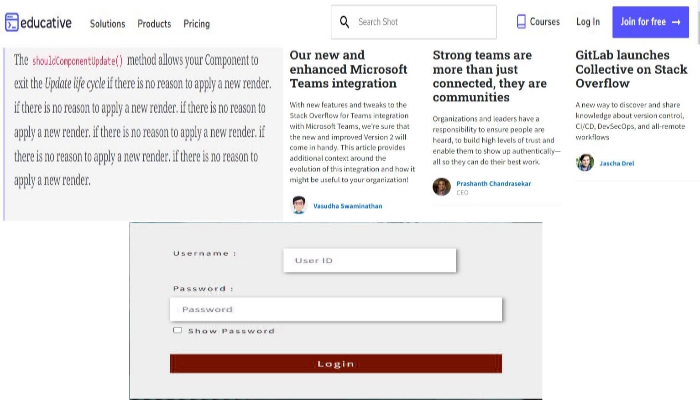 educative Solutions Products Pricing Search Shot Courses Log In Join for free →
The shouldComponentUpdate() method allows your Component to
exit the Update life cycle if there is no reason to apply a new render.
if there is no reason to apply a new render. if there is no reason to
apply a new render. if there is no reason to apply a new render. if
there is no reason to apply a new render. if there is no reason to
apply a new render.
Our new and
enhanced Microsoft
Teams integration
With new features and tweaks to the
Stack Overflow for Teams integration
with Microsoft Teams, we're sure that
the new and improved Version 2 will
come in handy. This article provides
additional context around the
evolution of this integration and how it
might be useful to your organization!
Vasudha Swaminathan
Strong teams are
more than just
connected, they are
communities
Organizations and leaders have a
responsibility to ensure people are
heard, to build high levels of trust and
enable them to show up authentically—
all so they can do their best work.
Prashanth Chandrasekar
CEO
GitLab launches
Collective on Stack
Overflow
A new way to discover and share
knowledge about version control,
CI/CD, DevSecOps, and all-remote
workflows
Jascha Drel
Username :
User ID
Password :
Password
Show Password
Login